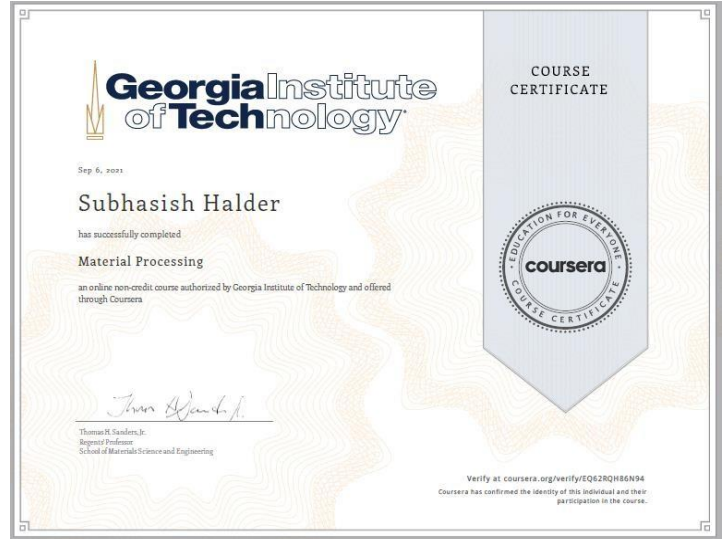 Georgia Institute
of Technology
COURSE
CERTIFICATE
Sep 6, 2021
Subhasish Halder
has successfully completed
Material Processing
an online non-credit course authorized by Georgia Institute of Technology and offered
through Coursera
EDUCATION FOR EVERYONE
coursera
COURSE CERTIFICATE
Thomas H. Sanders, Jr.
Regents' Professor
School of Materials Science and Engineering
Verify at coursera.org/verify/EQ62RQH86N94
Coursera has confirmed the identity of this individual and their
participation in the course.